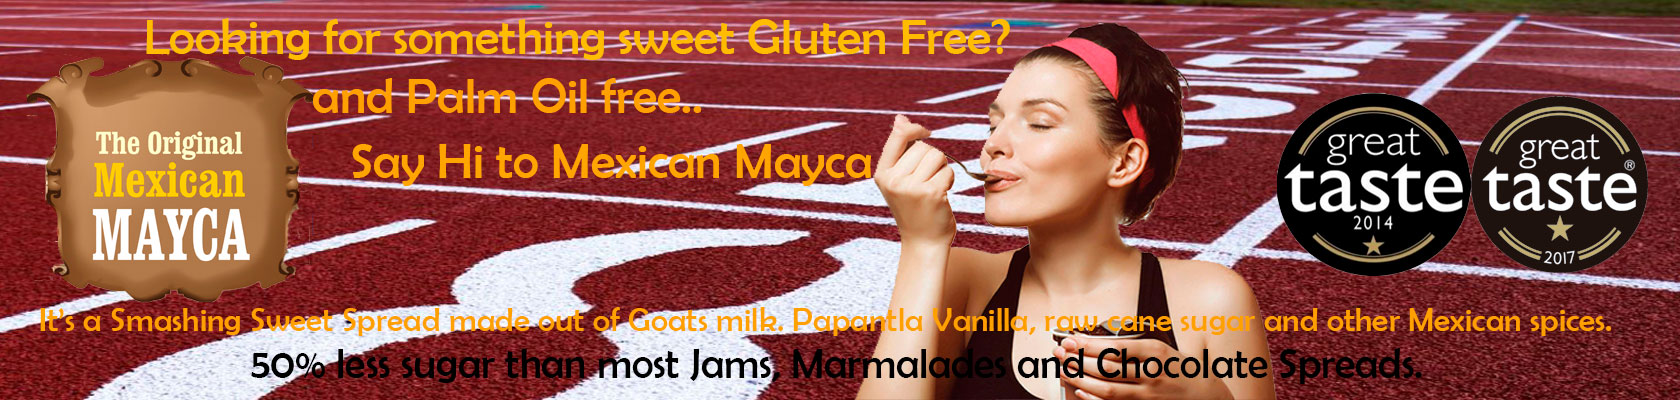 Looking for something sweet Gluten Free?
and Palm Oil free..
Say Hi to Mexican Mayca
The Original
Mexican
MAYCA
great
taste
2014
great
taste®
2017
It's a Smashing Sweet Spread made out of Goats milk. Papantla Vanilla, raw cane sugar and other Mexican spices.
50% less sugar than most Jams, Marmalades and Chocolate Spreads.